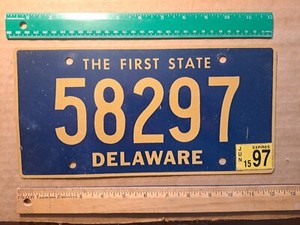 THE FIRST STATE
58297
DELAWARE
JUN
15
EXPIRES
97